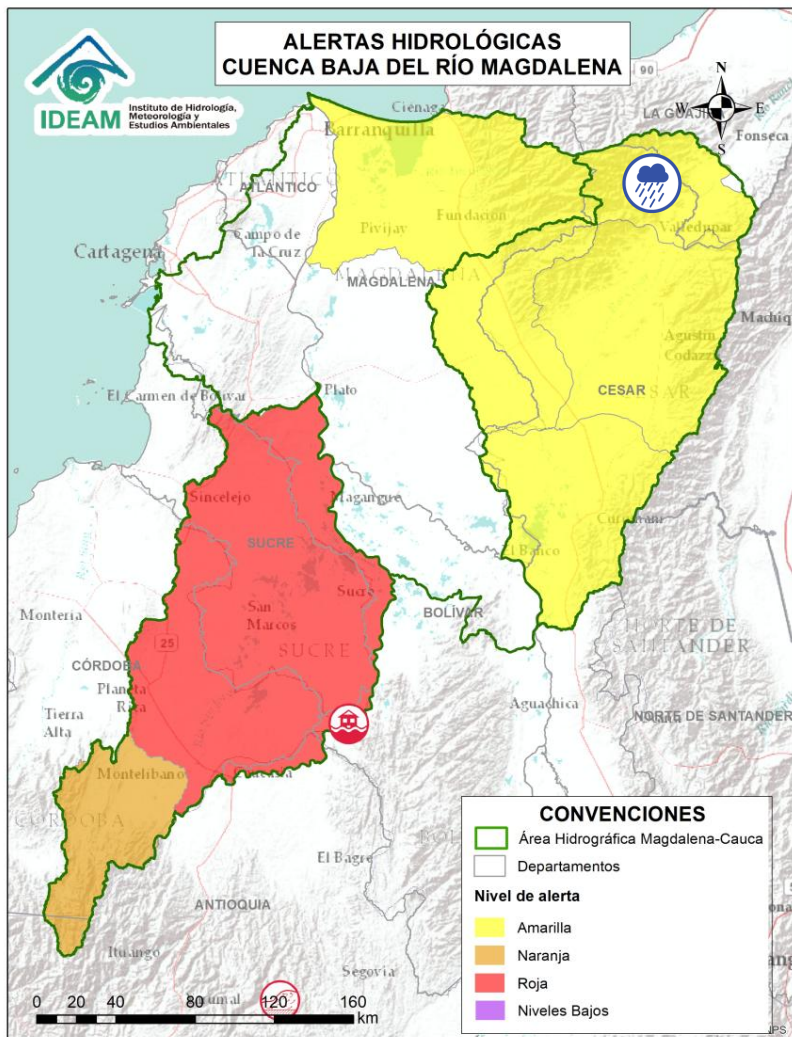 ALERTAS HIDROLÓGICAS
CUENCA BAJA DEL RÍO MAGDALENA
IDEAM
Instituto de Hidrología,
Meteorología y
Estudios Ambientales
N
W
E
S
90
LA GUAJIRA
Fonseca
Ciénaga
Barranquilla
ATLÁNTICO
Cartagena
Campo de
la Cruz
Pivijay
Fundación
Valledupar
MAGDALENA
MAGDALENA
Machiq
Agustín
Codazzi
CESAR
El Carmen de Bolívar
Plato
Sincelejo
Magangué
SUCRE
El Banco
Sucre
San
Marcos
SUCRE
BOLÍVAR
Montería
25
CÓRDOBA
Planeta
Rica
Tierra
Alta
NORTE DE
SANTANDER
Aguachica
NORTE DE SANTANDER
Montelíbano
CÓRDOBA
El Bagre
ANTIOQUIA
Ituango
Segovia
0 20 40 80 120 160
km
CONVENCIONES
Área Hidrográfica Magdalena-Cauca
Departamentos
Nivel de alerta
Amarilla
Naranja
Roja
Niveles Bajos